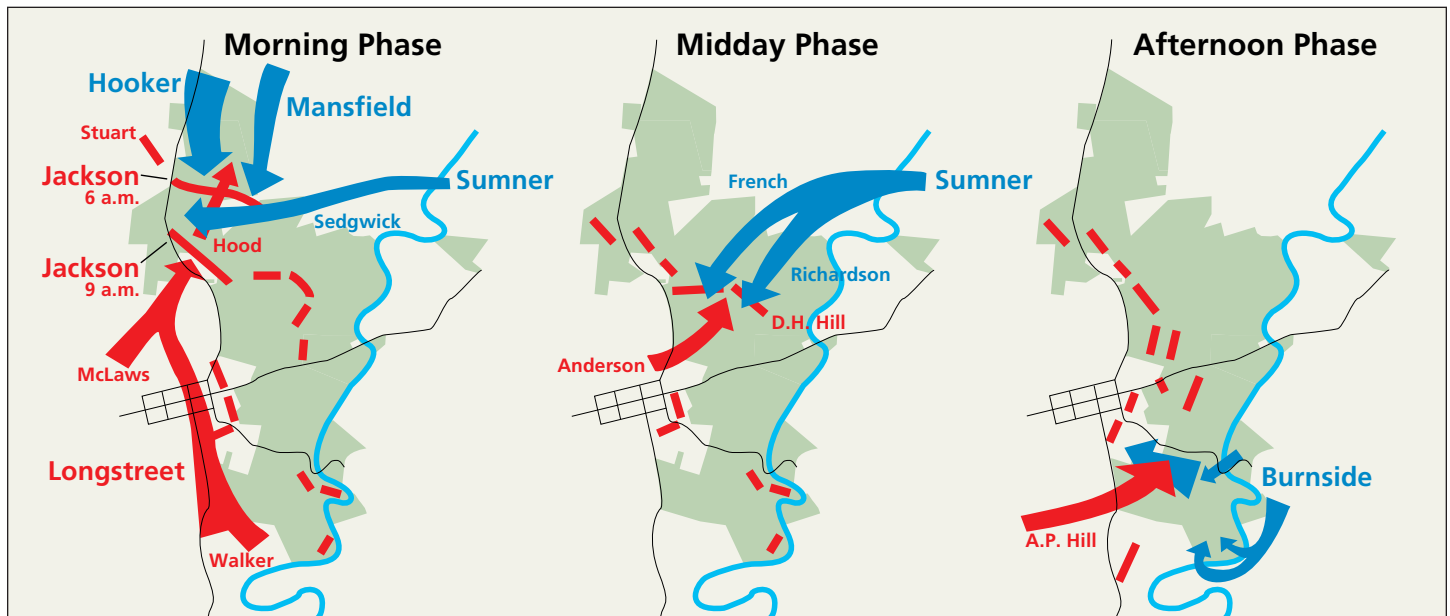 Morning Phase
Hooker
Mansfield
Stuart
Jackson
6 a.m.
Sumner
Sedgwick
Hood
Jackson
9 a.m.
McLaws
Longstreet
Walker
Midday Phase
French
Sumner
Richardson
D.H. Hill
Anderson
Afternoon Phase
Burnside
A.P. Hill